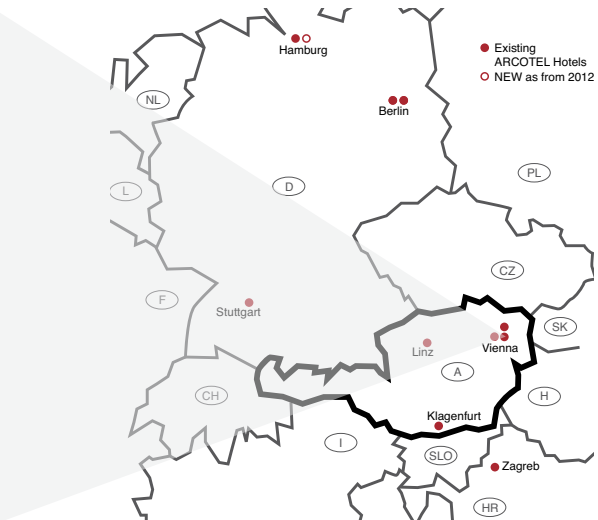 Hamburg
Existing
ARCOTEL Hotels
NEW as from 2012
NL
Berlin
PL
D
L
CZ
F
Stuttgart
SK
Linz
Vienna
A
CH
H
Klagenfurt
I
SLO
Zagreb
HR